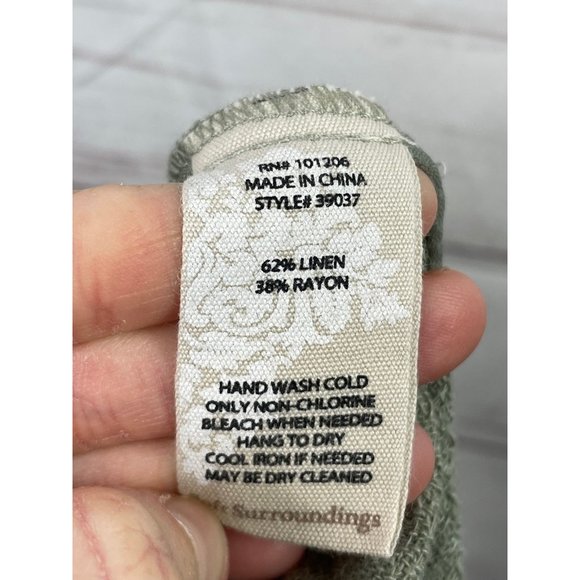 RN# 101206
MADE IN CHINA
STYLE# 39037
62% LINEN
38% RAYON
HAND WASH COLD
ONLY NON-CHLORINE
BLEACH WHEN NEEDED
HANG TO DRY
COOL IRON IF NEEDED
MAY BE DRY CLEANED
Surroundings